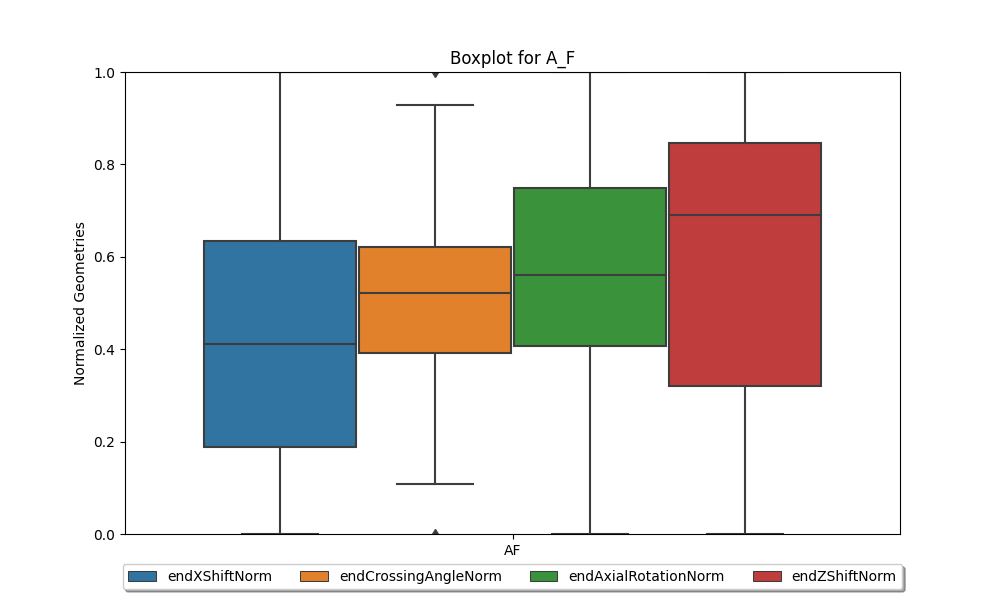 Boxplot for A_F
1.0
0.8
0.6
0.4
0.2
0.0
Normalized Geometries
AF
endXShiftNorm endCrossingAngleNorm endAxialRotationNorm endZShiftNorm